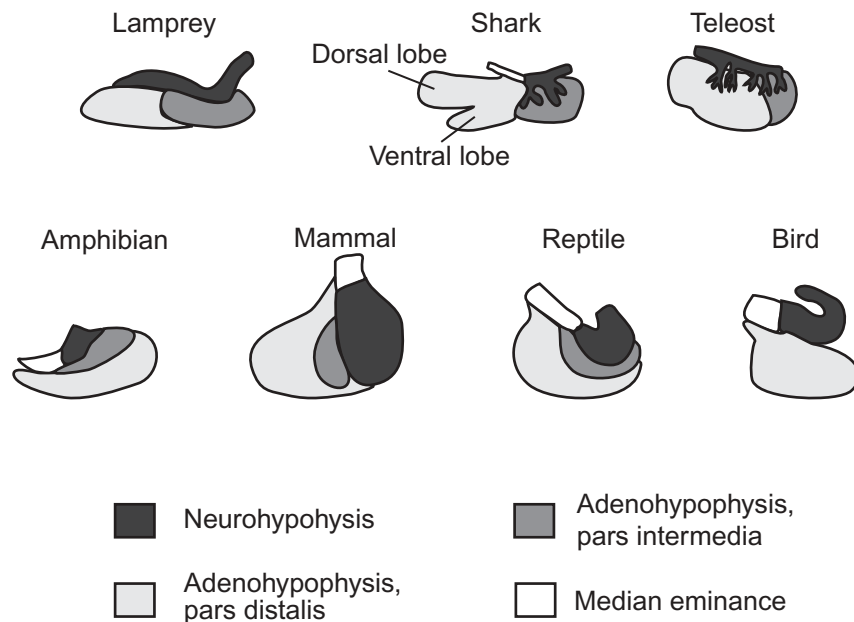 Lamprey
Shark
Teleost
Dorsal lobe
Ventral lobe
Amphibian
Mammal
Reptile
Bird
Neurohypohysis
Adenohypophysis,
pars intermedia
Adenohypophysis,
pars distalis
Median eminance